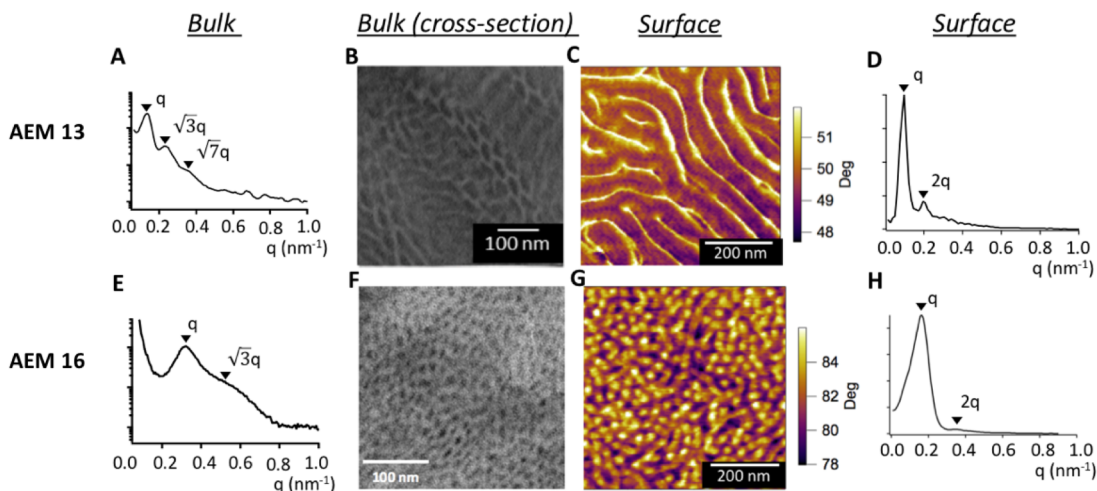 Bulk
Bulk (cross-section)
Surface
Surface
A
B
C
D
AEM 13
q
√3q
√7q
0.0 0.2 0.4 0.6 0.8 1.0
q (nm-1)
100 nm
200 nm
51
50
49
48
Deg
q
2q
0.0 0.2 0.4 0.6 0.8 1.0
q (nm-1)
E
F
G
H
AEM 16
q
√3q
0.0 0.2 0.4 0.6 0.8 1.0
q (nm-1)
100 nm
200 nm
84
82
80
78
Deg
q
2q
0.0 0.2 0.4 0.6 0.8 1.0
q (nm-1)